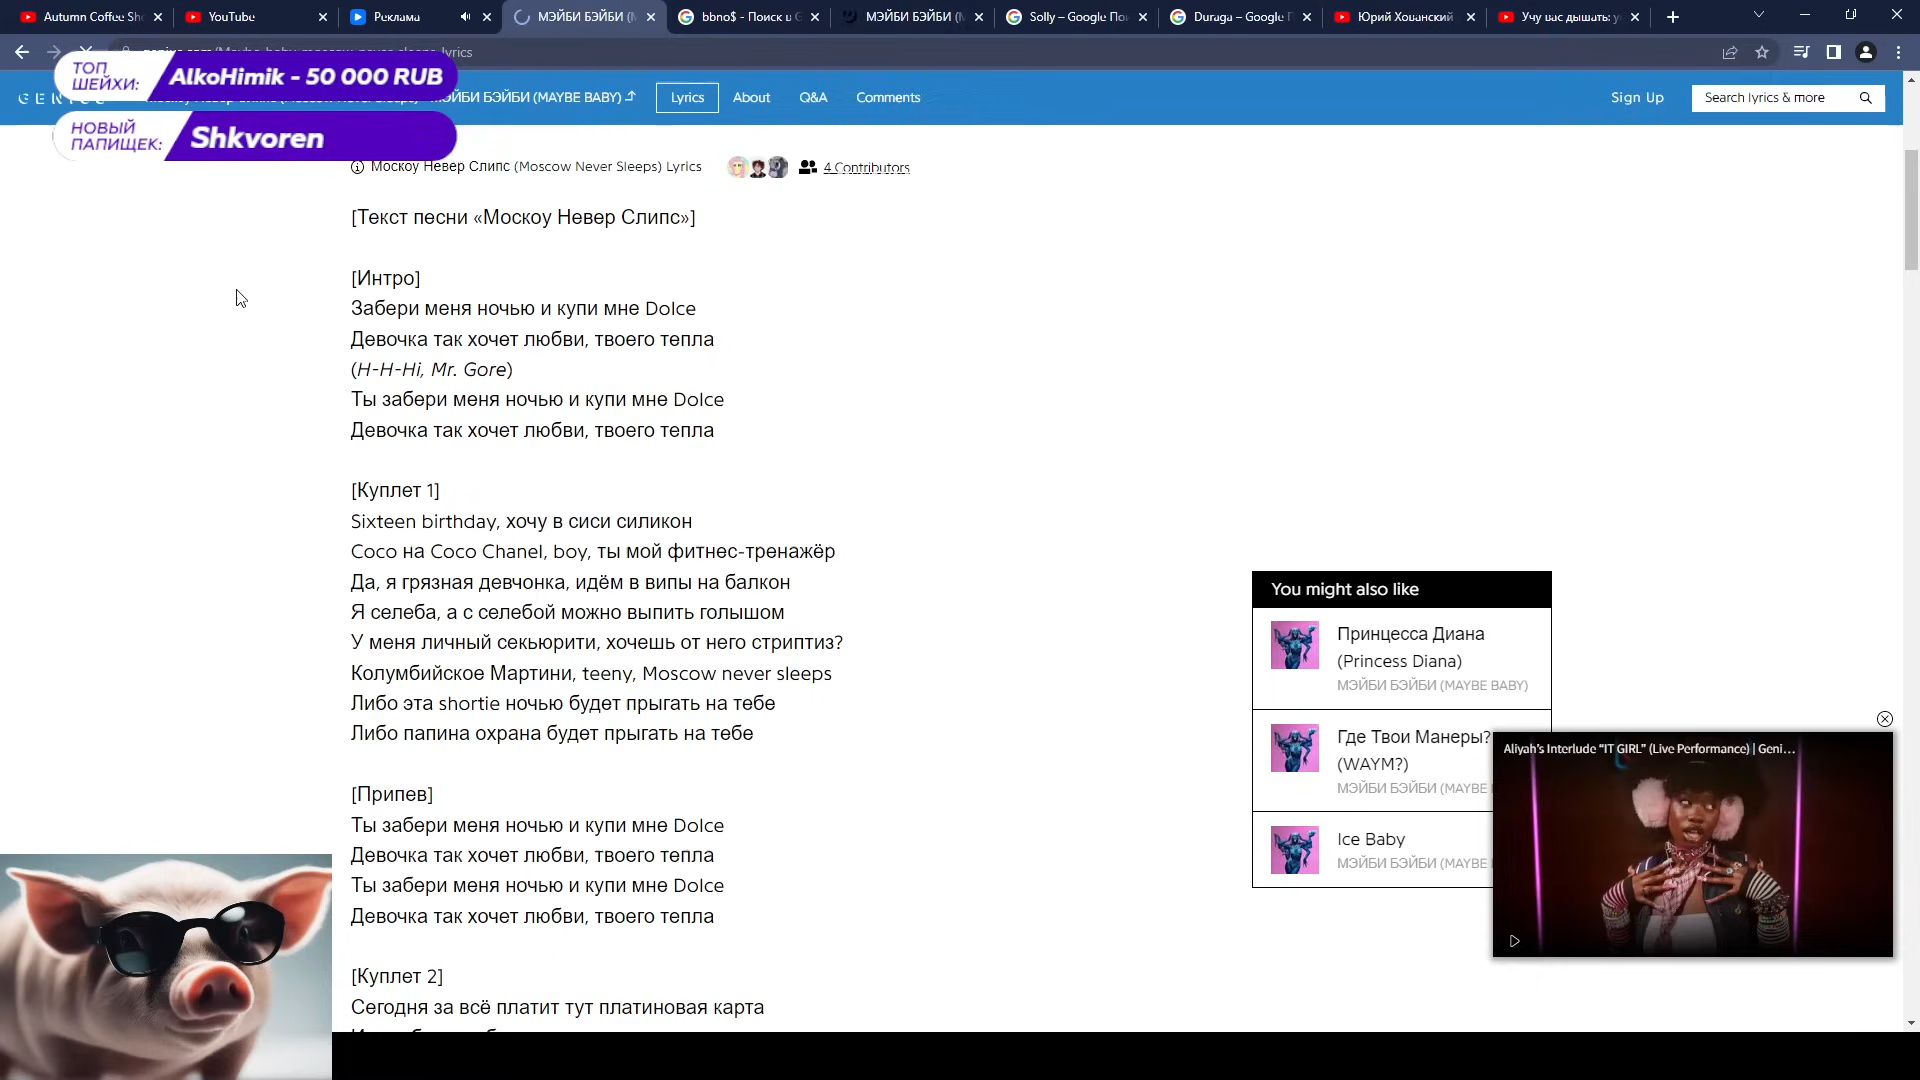 Autumn Coffee Sh
YouTube
Реклама
МЭЙБИ БЭЙБИ (
bbno$ - Поиск в G
МЭЙБИ БЭЙБИ (
Solly – Google По
Duraga – Google П
Юрий Хованский
Учу вас дышать:
lyrics
ТОП ШЕЙХИ: AlkoHimik - 50 000 RUB
НОВЫЙ ПАПИЩЕК: Shkvoren
МЭЙБИ БЭЙБИ (MAYBE BABY)
Lyrics
About
Q&A
Comments
Sign Up
Search lyrics & more
Москоу Невер Слипс (Moscow Never Sleeps) Lyrics
4 Contributors
[Текст песни «Москоу Невер Слипс»]
[Интро]
Забери меня ночью и купи мне Dolce
Девочка так хочет любви, твоего тепла
(H-H-Hi, Mr. Gore)
Ты забери меня ночью и купи мне Dolce
Девочка так хочет любви, твоего тепла
[Куплет 1]
Sixteen birthday, хочу в сиси силикон
Coco на Coco Chanel, boy, ты мой фитнес-тренажёр
Да, я грязная девчонка, идём в випы на балкон
Я селеба, а с селебой можно выпить голышом
У меня личный секьюрити, хочешь от него стриптиз?
Колумбийское Мартини, teeny, Moscow never sleeps
Либо эта shortie ночью будет прыгать на тебе
Либо папина охрана будет прыгать на тебе
[Припев]
Ты забери меня ночью и купи мне Dolce
Девочка так хочет любви, твоего тепла
Ты забери меня ночью и купи мне Dolce
Девочка так хочет любви, твоего тепла
[Куплет 2]
Сегодня за всё платит тут платиновая карта
You might also like
Принцесса Диана
(Princess Diana)
МЭЙБИ БЭЙБИ (MAYBE BABY)
Где Твои Манеры?
(WAYM?)
МЭЙБИ БЭЙБИ (MAYBE
Ice Baby
МЭЙБИ БЭЙБИ (MAYBE
Aliyah's Interlude “IT GIRL” (Live Performance) | Geni...